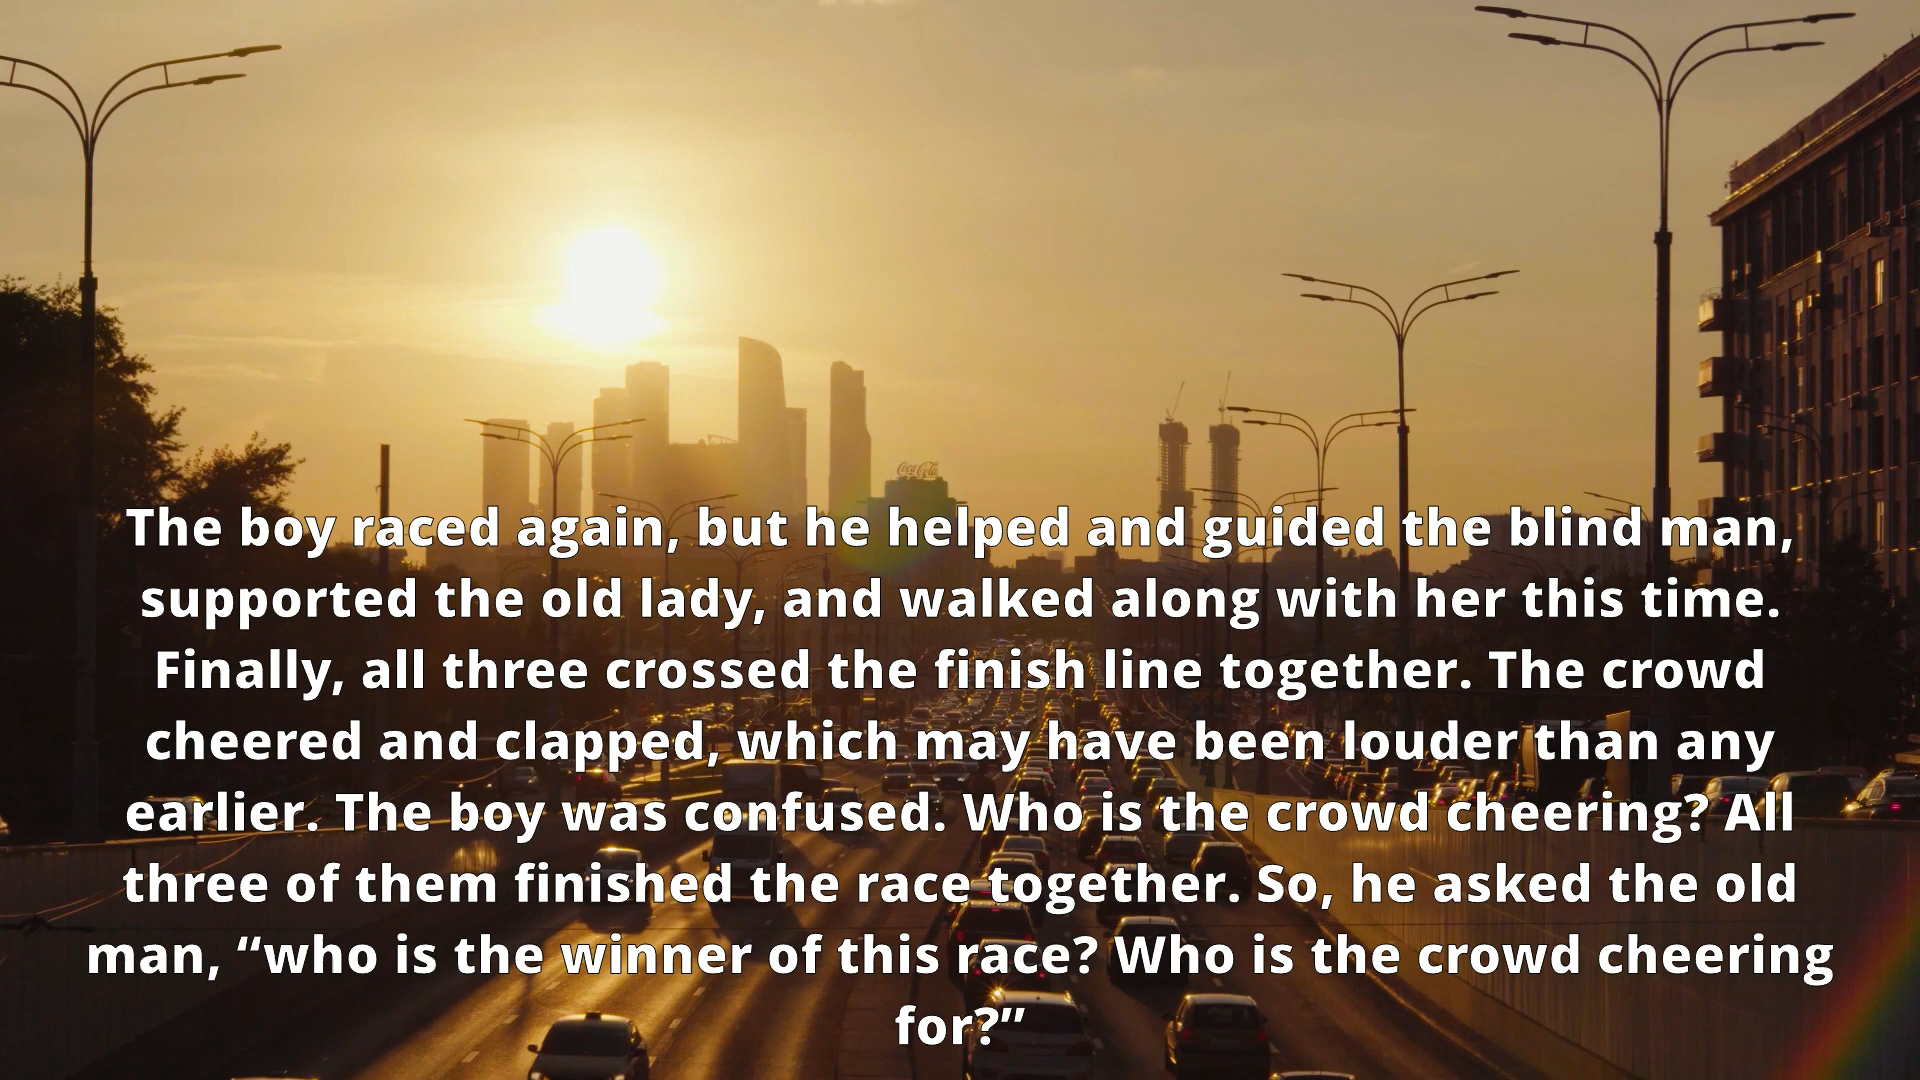 Coca-Cola
The boy raced again, but he helped and guided the blind man,
supported the old lady, and walked along with her this time.
Finally, all three crossed the finish line together. The crowd
cheered and clapped, which may have been louder than any
earlier. The boy was confused. Who is the crowd cheering? All
three of them finished the race together. So, he asked the old
man, “who is the winner of this race? Who is the crowd cheering
for?”